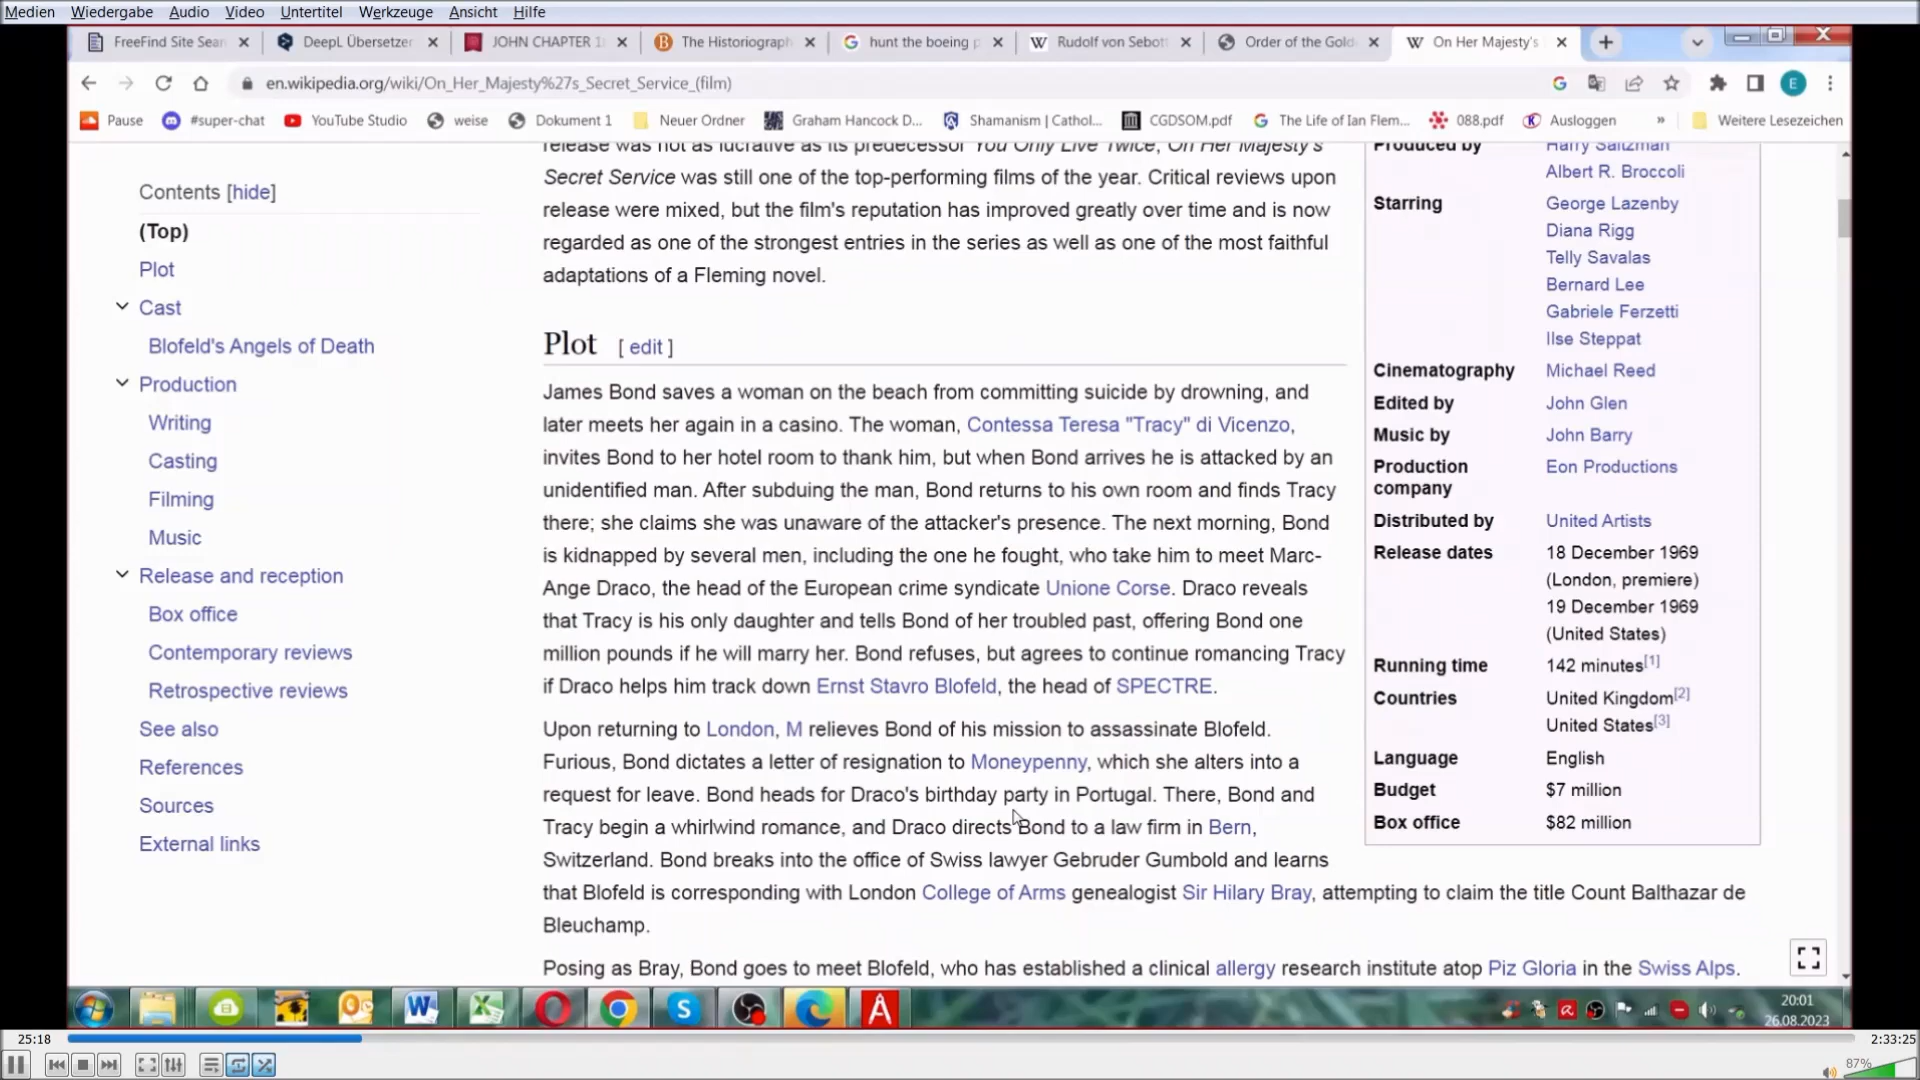 Medien Wiedergabe Audio Video Untertitel Werkzeuge Ansicht Hilfe
FreeFind Site Sear DeepL Übersetzer JOHN CHAPTER 1 The Historiograph hunt the boeing p Rudolf von Sebott Order of the Gold On Her Majesty's
en.wikipedia.org/wiki/On_Her_Majesty%27s_Secret_Service_(film) E
Pause #super-chat YouTube Studio weise Dokument 1 Neuer Ordner Graham Hancock D... Shamanism | Cathol... CGDSOM.pdf The Life of Ian Flem... 088.pdf Ausloggen » Weitere Lesezeichen
Contents [hide]
(Top)
Plot
Cast
Blofeld's Angels of Death
Production
Writing
Casting
Filming
Music
Release and reception
Box office
Contemporary reviews
Retrospective reviews
See also
References
Sources
External links
release was not as lucrative as its predecessor You Only Live Twice, On Her Majesty's
Secret Service was still one of the top-performing films of the year. Critical reviews upon
release were mixed, but the film's reputation has improved greatly over time and is now
regarded as one of the strongest entries in the series as well as one of the most faithful
adaptations of a Fleming novel.
Plot [ edit ]
James Bond saves a woman on the beach from committing suicide by drowning, and
later meets her again in a casino. The woman, Contessa Teresa "Tracy" di Vicenzo,
invites Bond to her hotel room to thank him, but when Bond arrives he is attacked by an
unidentified man. After subduing the man, Bond returns to his own room and finds Tracy
there; she claims she was unaware of the attacker's presence. The next morning, Bond
is kidnapped by several men, including the one he fought, who take him to meet Marc-
Ange Draco, the head of the European crime syndicate Unione Corse. Draco reveals
that Tracy is his only daughter and tells Bond of her troubled past, offering Bond one
million pounds if he will marry her. Bond refuses, but agrees to continue romancing Tracy
if Draco helps him track down Ernst Stavro Blofeld, the head of SPECTRE.
Upon returning to London, M relieves Bond of his mission to assassinate Blofeld.
Furious, Bond dictates a letter of resignation to Moneypenny, which she alters into a
request for leave. Bond heads for Draco's birthday party in Portugal. There, Bond and
Tracy begin a whirlwind romance, and Draco directs Bond to a law firm in Bern,
Switzerland. Bond breaks into the office of Swiss lawyer Gebruder Gumbold and learns
that Blofeld is corresponding with London College of Arms genealogist Sir Hilary Bray, attempting to claim the title Count Balthazar de
Bleuchamp.
Posing as Bray, Bond goes to meet Blofeld, who has established a clinical allergy research institute atop Piz Gloria in the Swiss Alps.
Produced by Harry Saltzman
Albert R. Broccoli
Starring George Lazenby
Diana Rigg
Telly Savalas
Bernard Lee
Gabriele Ferzetti
Ilse Steppat
Cinematography Michael Reed
Edited by John Glen
Music by John Barry
Production Eon Productions
company
Distributed by United Artists
Release dates 18 December 1969
(London, premiere)
19 December 1969
(United States)
Running time 142 minutes[1]
Countries United Kingdom[2]
United States[3]
Language English
Budget $7 million
Box office $82 million
20:01
26.08.2023
25:18 2:33:25
87%